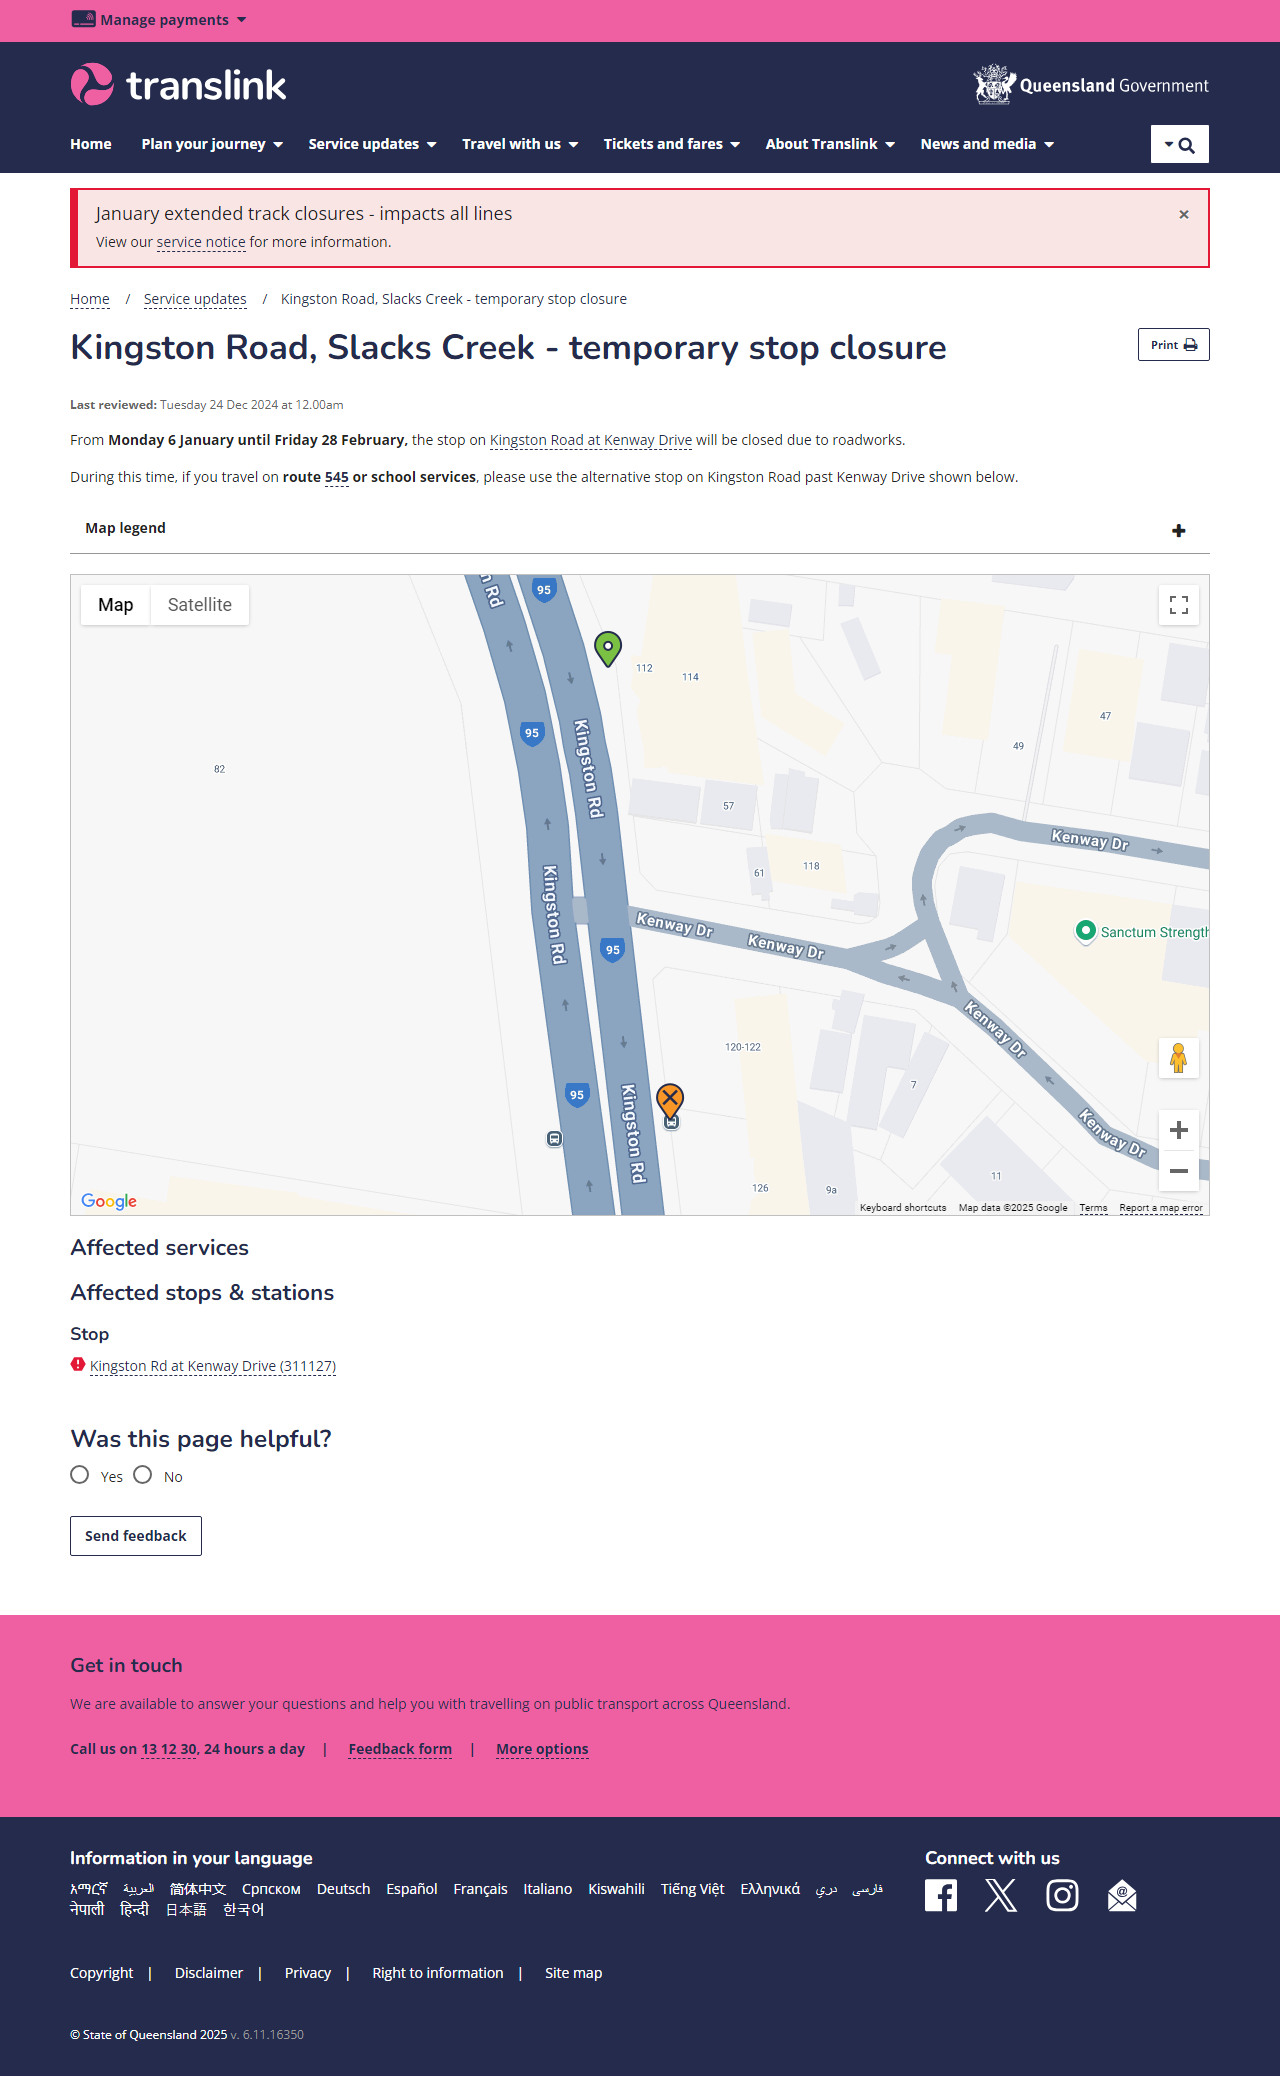 Manage payments
translink
Queensland Government
Home Plan your journey Service updates Travel with us Tickets and fares About Translink News and media
January extended track closures - impacts all lines
×
View our service notice for more information.
Home / Service updates / Kingston Road, Slacks Creek - temporary stop closure
Kingston Road, Slacks Creek - temporary stop closure
Print
Last reviewed: Tuesday 24 Dec 2024 at 12.00am
From Monday 6 January until Friday 28 February, the stop on Kingston Road at Kenway Drive will be closed due to roadworks.
During this time, if you travel on route 545 or school services, please use the alternative stop on Kingston Road past Kenway Drive shown below.
Map legend
Map Satellite
n Rd
95
112
114
47
95
Kingston Rd
49
82
57
Kenway Dr
118
61
Kingston Rd
Kenway Dr
Kenway Dr
Sanctum Strength
95
Kenway Dr
120-122
7
95
Kingston Rd
Kenway Dr
11
126
9a
Google
Keyboard shortcuts Map data ©2025 Google Terms Report a map error
Affected services
Affected stops & stations
Stop
Kingston Rd at Kenway Drive (311127)
Was this page helpful?
Yes No
Send feedback
Get in touch
We are available to answer your questions and help you with travelling on public transport across Queensland.
Call us on 13 12 30, 24 hours a day | Feedback form | More options
Information in your language
አማርኛ العربية 简体中文 Српском Deutsch Español Français Italiano Kiswahili Tiếng Việt Ελληνικά دري فارسی
नेपाली हिन्दी 日本語 한국어
Connect with us
Copyright | Disclaimer | Privacy | Right to information | Site map
© State of Queensland 2025 v. 6.11.16350